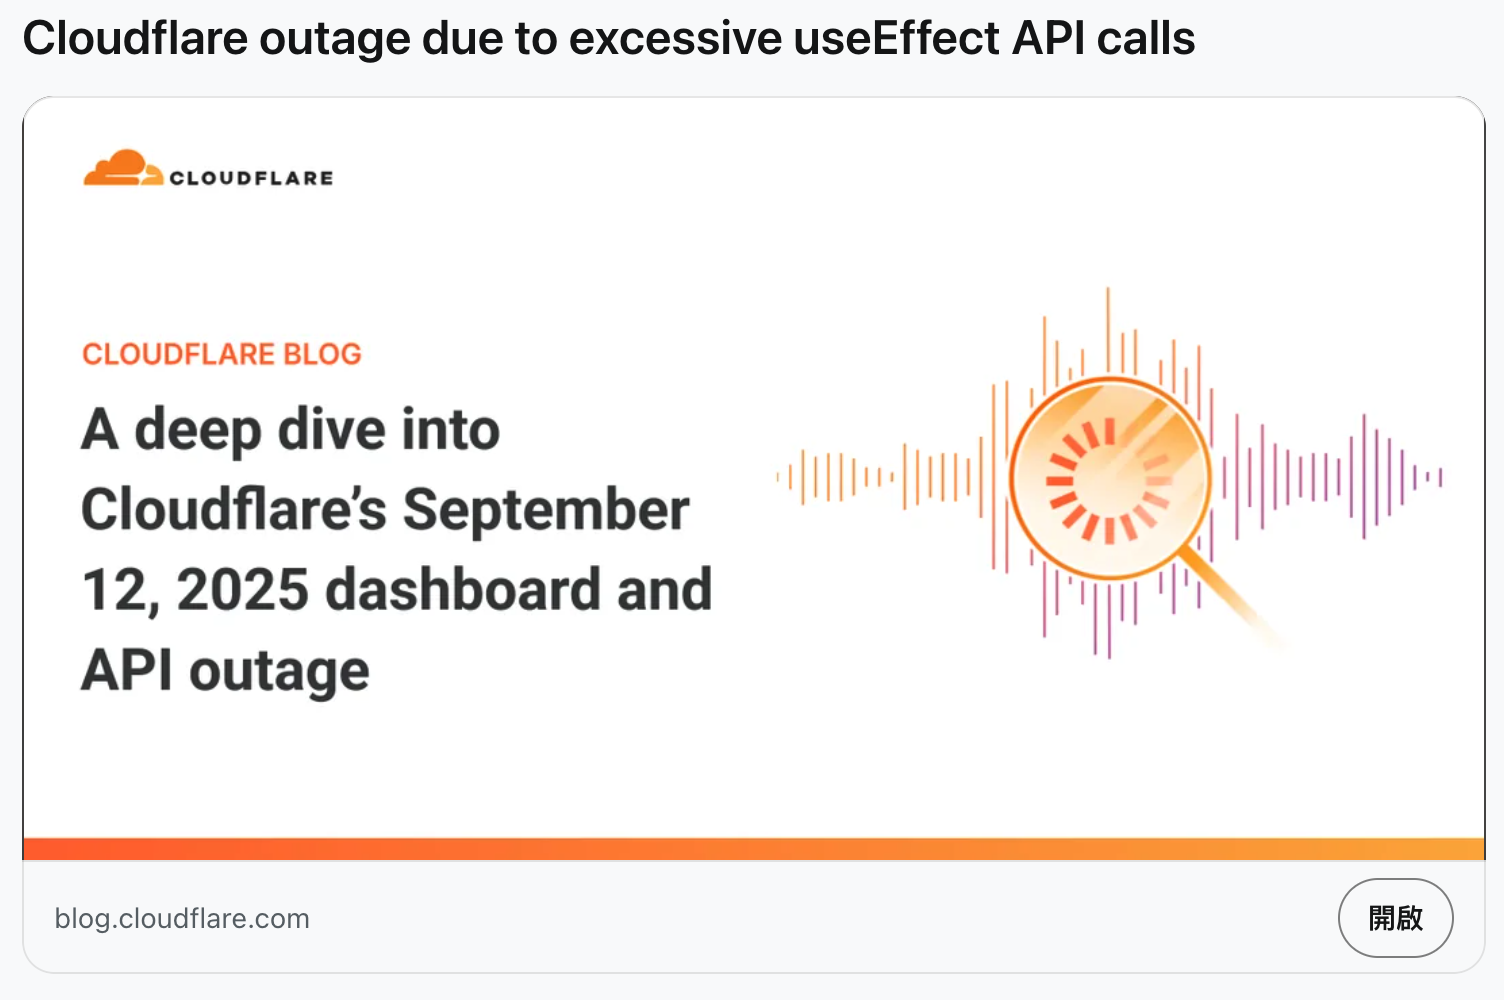 Cloudflare outage due to excessive useEffect API calls
CLOUDFLARE
CLOUDFLARE BLOG
A deep dive into
Cloudflare’s September
12, 2025 dashboard and
API outage
blog.cloudflare.com
開啟